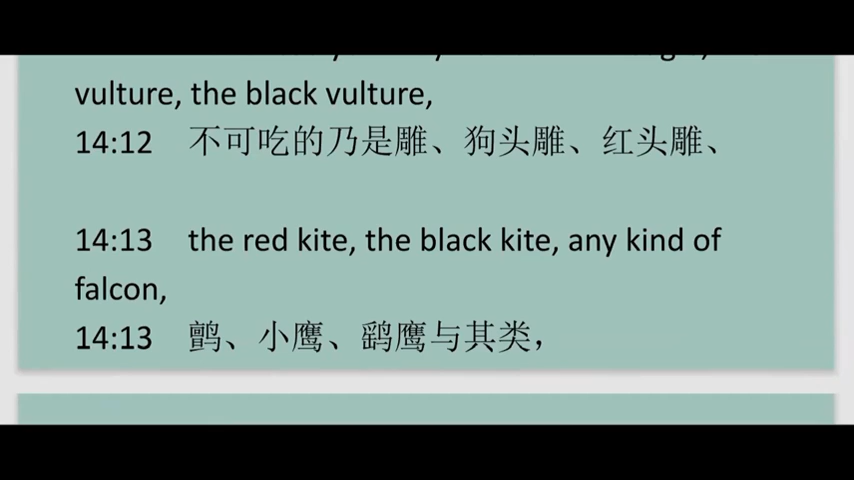 vulture, the black vulture,
14:12 不可吃的乃是雕、狗头雕、红头雕、
14:13 the red kite, the black kite, any kind of
falcon,
14:13 鹯、小鹰、鹞鹰与其类，